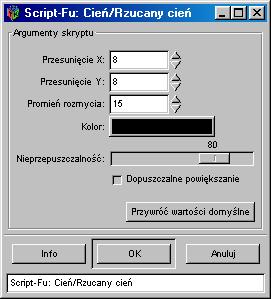 Script-Fu: Cień/Rzucany cień
Argumenty skryptu
Przesunięcie X: 8
Przesunięcie Y: 8
Promień rozmycia: 15
Kolor:
80
Nieprzepuszczalność:
Dopuszczalne powiększanie
Przywróć wartości domyślne
Info OK Anuluj
Script-Fu: Cień/Rzucany cień